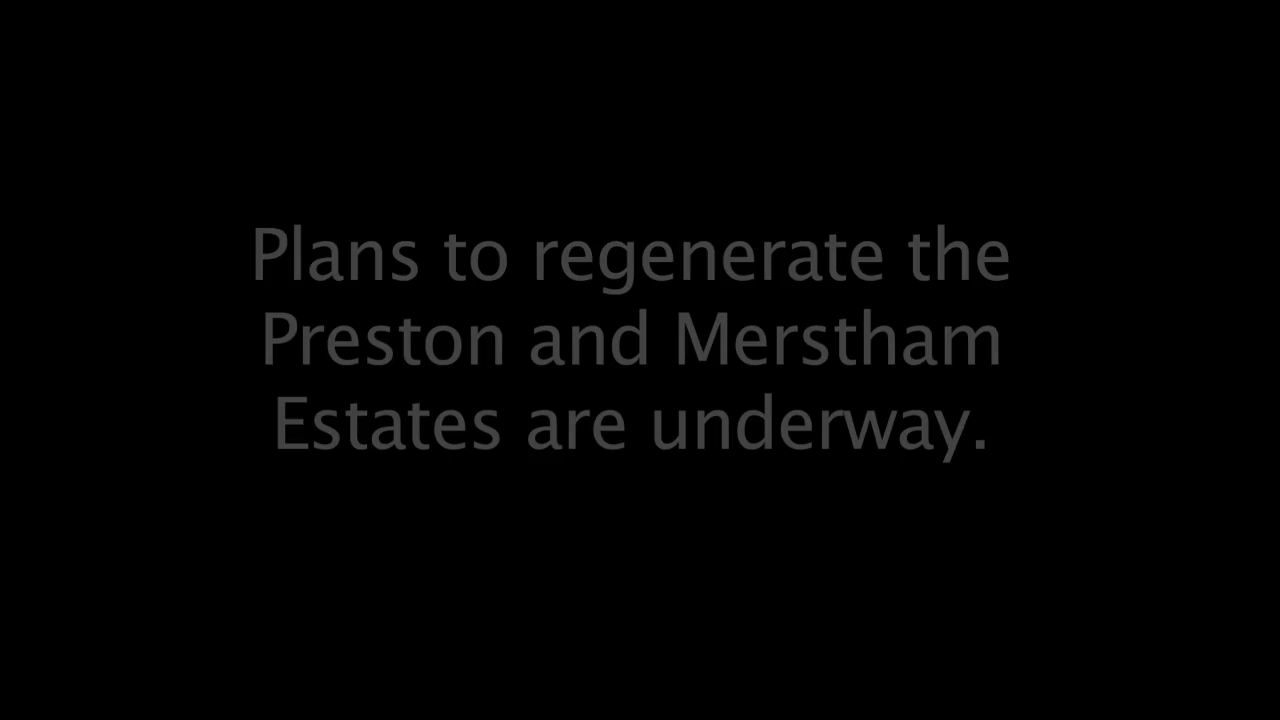 Plans to regenerate the
Preston and Merstham
Estates are underway.